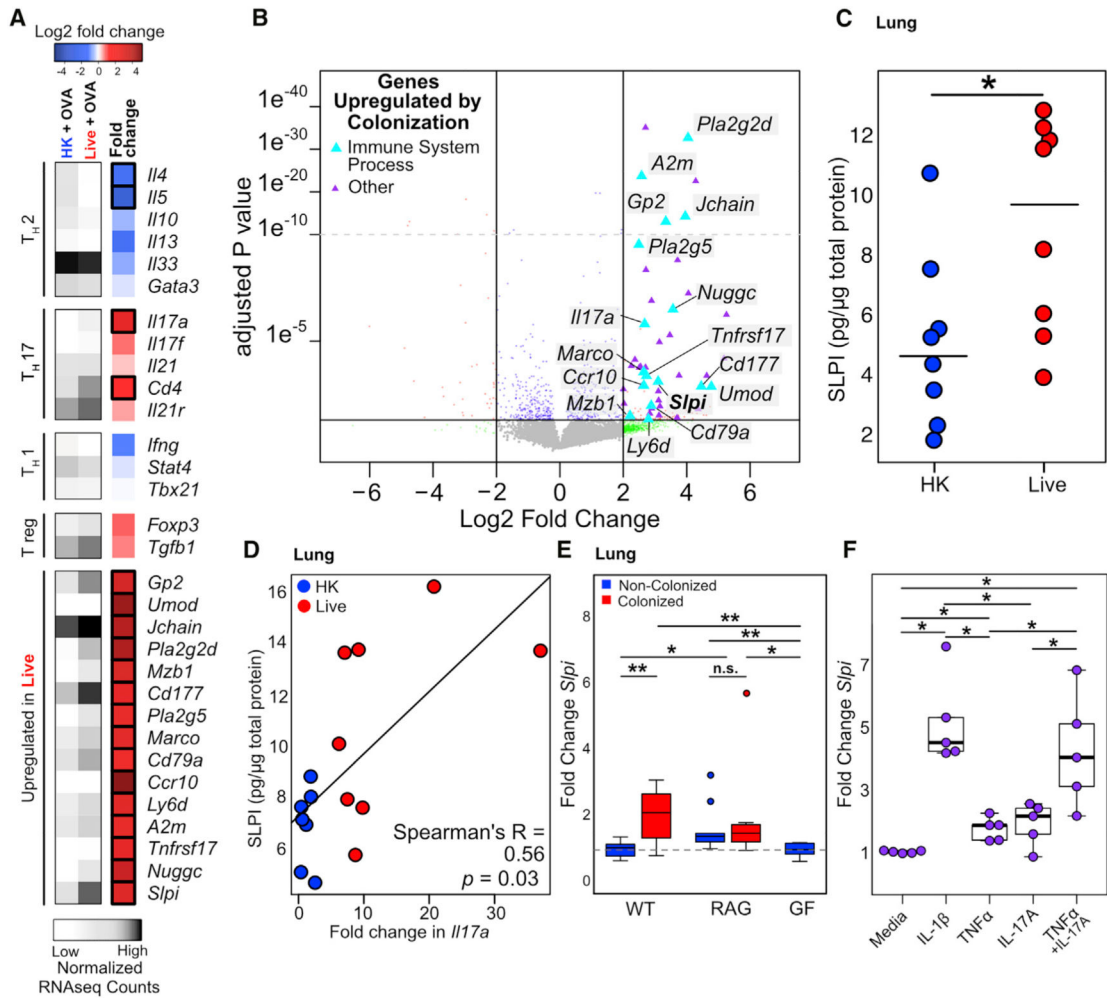 A
Log2 fold change
-4 -2 0 2 4
HK + OVA
Live + OVA
Fold change
TH2
Il4
Il5
Il10
Il13
Il33
Gata3
TH17
Il17a
Il17f
Il21
Cd4
Il21r
TH1
Ifng
Stat4
Tbx21
T reg
Foxp3
Tgfb1
Upregulated in Live
Gp2
Umod
Jchain
Pla2g2d
Mzb1
Cd177
Pla2g5
Marco
Cd79a
Ccr10
Ly6d
A2m
Tnfrsf17
Nuggc
Slpi
Low High
Normalized
RNAseq Counts
B
Genes
Upregulated by
Colonization
Immune System
Process
Other
adjusted P value
1e-40
1e-30
1e-20
1e-10
1e-5
Pla2g2d
A2m
Gp2
Jchain
Pla2g5
Nuggc
Il17a
Tnfrsf17
Marco
Cd177
Ccr10
Slpi
Umod
Mzb1
Cd79a
Ly6d
−6 −4 −2 0 2 4 6
Log2 Fold Change
C
Lung
*
SLPI (pg/µg total protein)
12
10
8
6
4
2
HK Live
D
Lung
HK
Live
SLPI (pg/µg total protein)
16
14
12
10
8
6
Spearman's R =
0.56
p = 0.03
0 10 20 30
Fold change in Il17a
E
Lung
Non-Colonized
Colonized
Fold Change Slpi
8
6
4
2
0
**
**
* *
** n.s.
WT RAG GF
F
Fold Change Slpi
7
5
3
1
*
*
* *
* * *
Media
IL-1β
TNFα
IL-17A
TNFα
+IL-17A